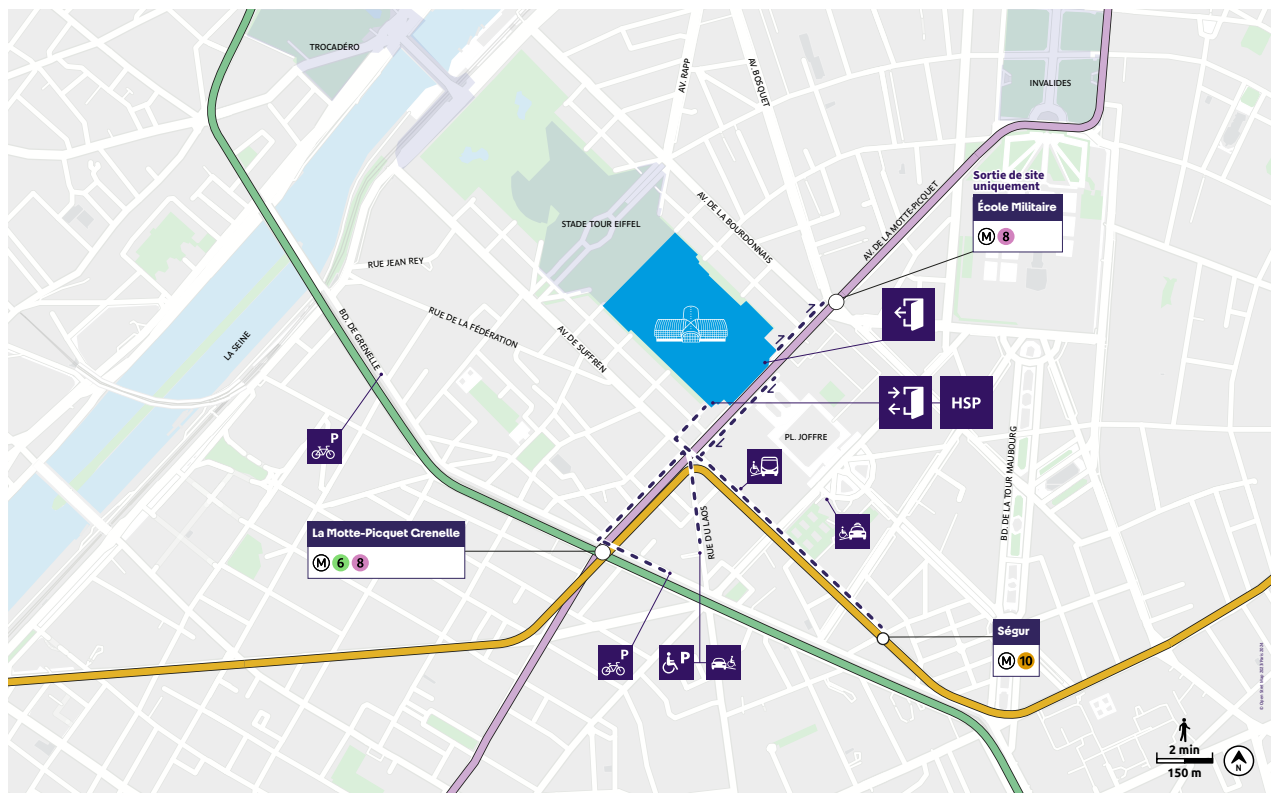 TROCADÉRO
AV. RAPP
AV. BOSQUET
INVALIDES
Sortie de site
uniquement
École Militaire
M 8
AV. DE LA MOTTE-PICQUET
AV. DE LA BOURDONNAIS
STADE TOUR EIFFEL
RUE JEAN REY
RUE DE LA FÉDÉRATION
AV. DE SUFFREN
BD. DE GRENELLE
LA SEINE
HSP
P
PL. JOFFRE
BD. DE LA TOUR MAUBOURG
La Motte-Picquet Grenelle
M 6 8
RUE DU LAOS
P
P
Ségur
M 10
2 min
150 m
N